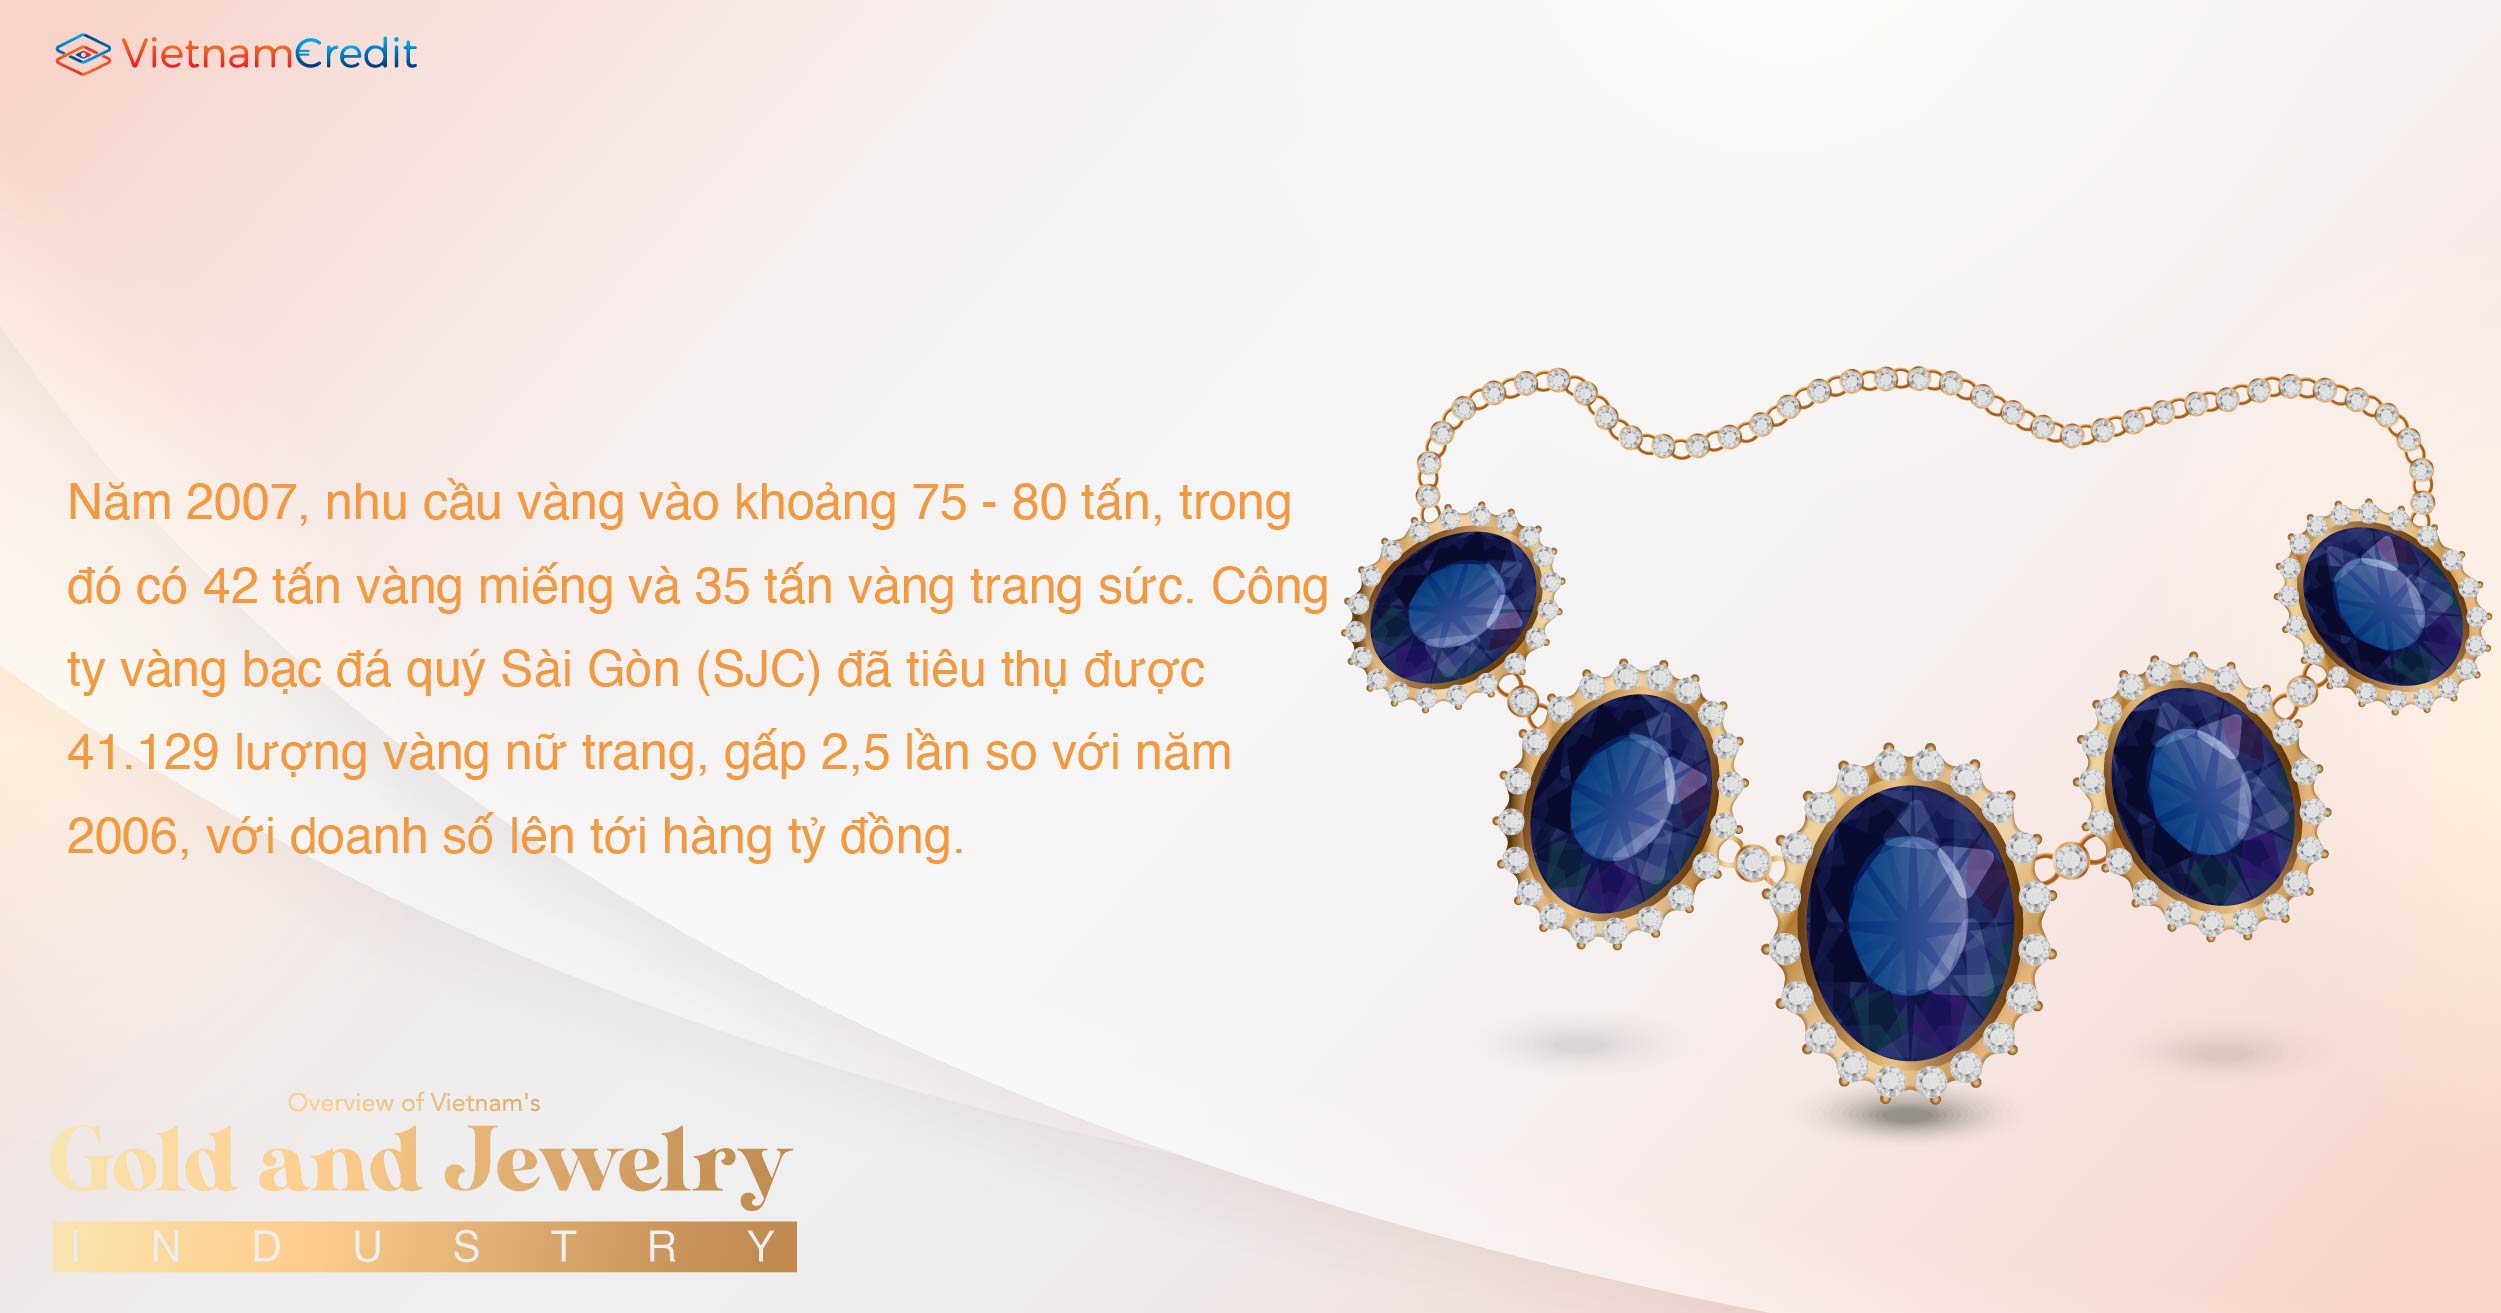 VietnamCredit
Năm 2007, nhu cầu vàng vào khoảng 75 - 80 tấn, trong
đó có 42 tấn vàng miếng và 35 tấn vàng trang sức. Công
ty vàng bạc đá quý Sài Gòn (SJC) đã tiêu thụ được
41.129 lượng vàng nữ trang, gấp 2,5 lần so với năm
2006, với doanh số lên tới hàng tỷ đồng.
Overview of Vietnam's
Gold and Jewelry
INDUSTRY